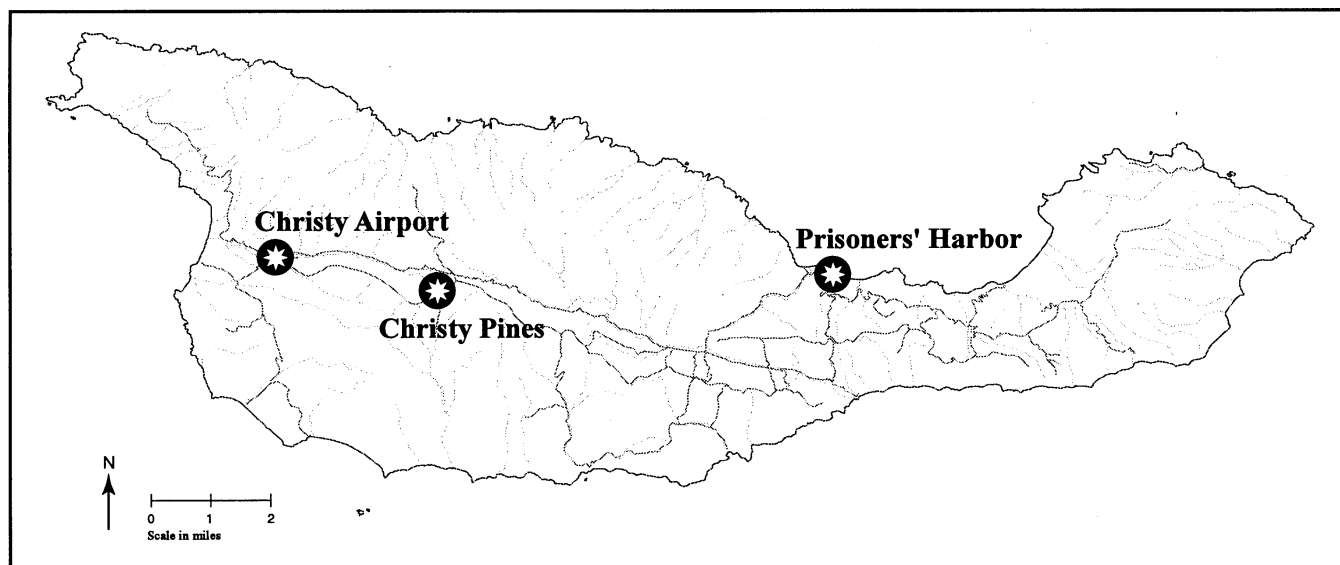 Christy Airport
Prisoners' Harbor
Christy Pines
N
0 1 2
Scale in miles